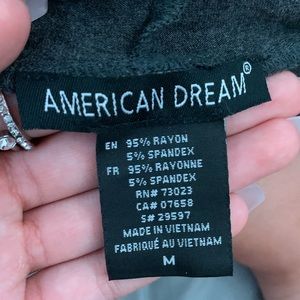 AMERICAN DREAM®
EN 95% RAYON
5% SPANDEX
FR 95% RAYONNE
5% SPANDEX
RN# 73023
CA# 07658
S# 29597
MADE IN VIETNAM
FABRIQUÉ AU VIETNAM
M